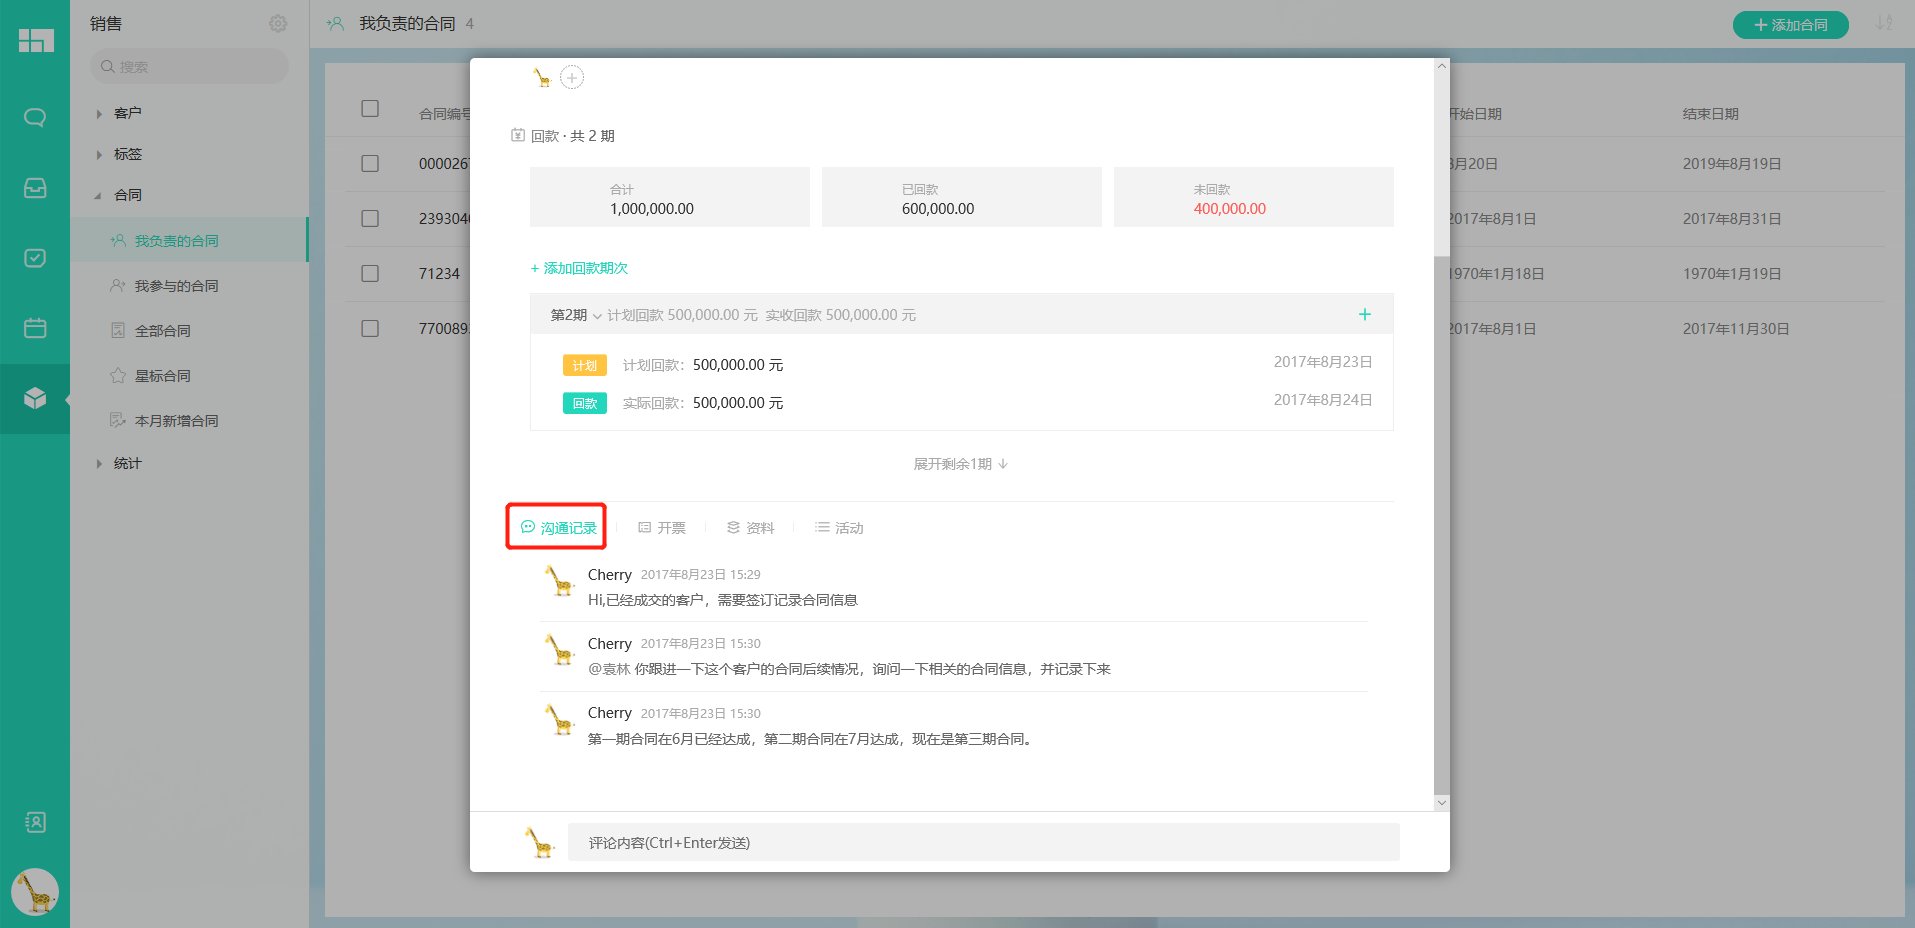 销售
搜索
客户
标签
合同
我负责的合同
我参与的合同
全部合同
星标合同
本月新增合同
统计
我负责的合同 4
+ 添加合同
合同编号
开始日期
结束日期
8月20日
2019年8月19日
2017年8月1日
2017年8月31日
71234
1970年1月18日
1970年1月19日
2017年8月1日
2017年11月30日
回款 · 共 2 期
合计
1,000,000.00
已回款
600,000.00
未回款
400,000.00
+ 添加回款期次
第2期 计划回款 500,000.00 元 实收回款 500,000.00 元 +
计划 计划回款: 500,000.00 元 2017年8月23日
回款 实际回款: 500,000.00 元 2017年8月24日
展开剩余1期 ↓
沟通记录 开票 资料 活动
Cherry 2017年8月23日 15:29
Hi,已经成交的客户，需要签订记录合同信息
Cherry 2017年8月23日 15:30
@袁林 你跟进一下这个客户的合同后续情况，询问一下相关的合同信息，并记录下来
Cherry 2017年8月23日 15:30
第一期合同在6月已经达成，第二期合同在7月达成，现在是第三期合同。
评论内容(Ctrl+Enter发送)